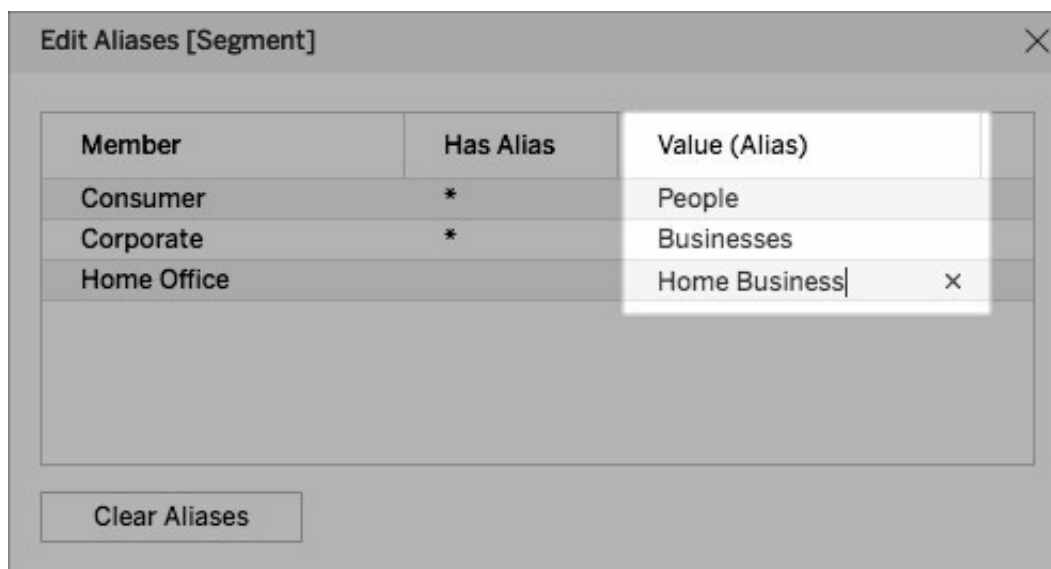 Edit Aliases [Segment]
Member Has Alias Value (Alias)
Consumer * People
Corporate * Businesses
Home Office Home Business
Clear Aliases